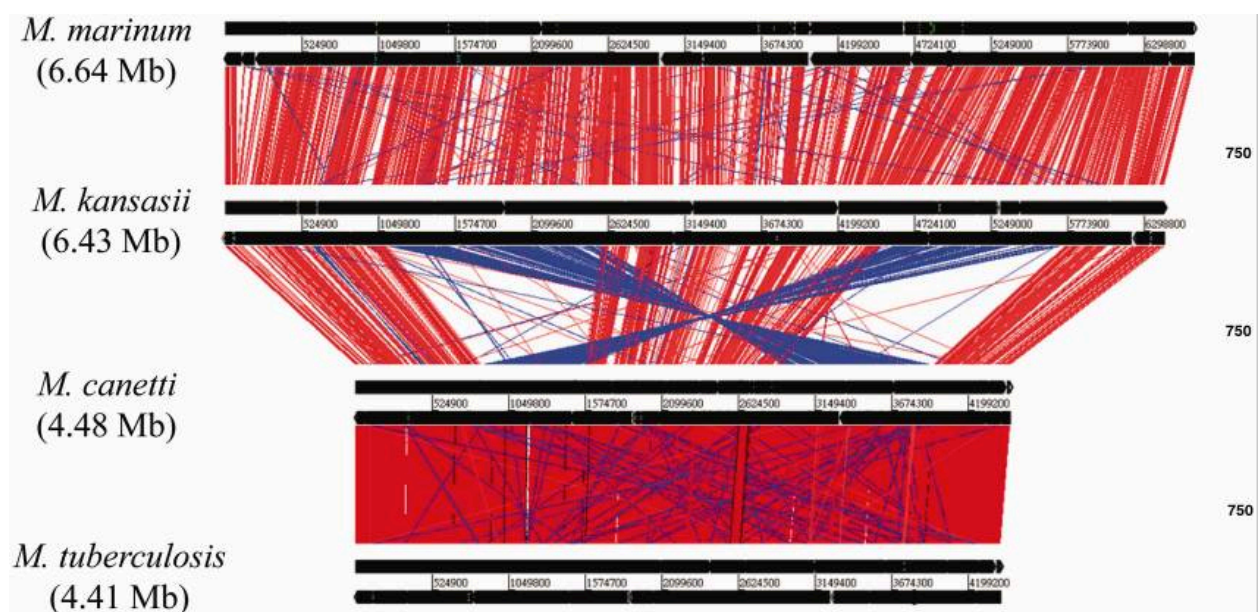 M. marinum
(6.64 Mb)
524900 1049800 1574700 2099600 2624500 3149400 3674300 4199200 4724100 5249000 5773900 6298800
750
M. kansasii
(6.43 Mb)
524900 1049800 1574700 2099600 2624500 3149400 3674300 4199200 4724100 5249000 5773900 6298800
750
M. canetti
(4.48 Mb)
524900 1049800 1574700 2099600 2624500 3149400 3674300 4199200
750
M. tuberculosis
(4.41 Mb)
524900 1049800 1574700 2099600 2624500 3149400 3674300 4199200